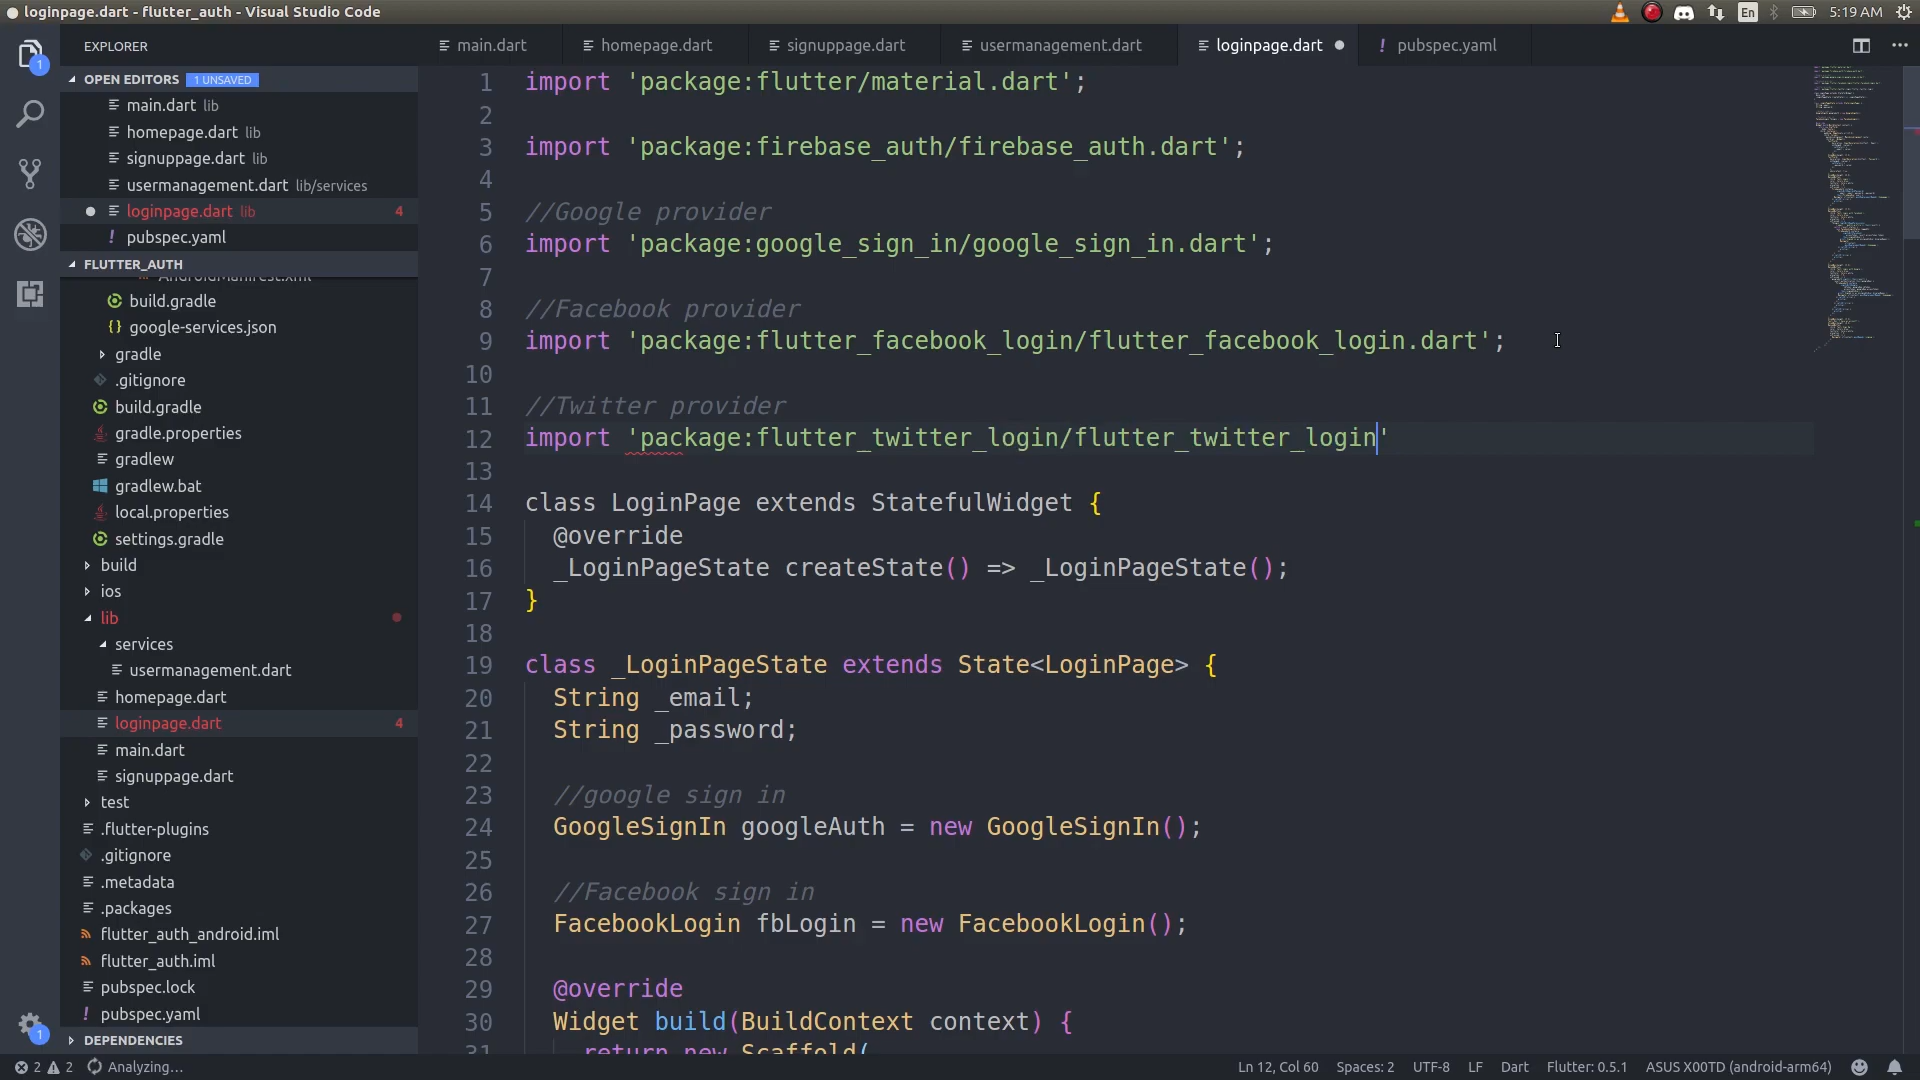 loginpage.dart - flutter_auth - Visual Studio Code
En
5:19 AM
EXPLORER
main.dart
homepage.dart
signuppage.dart
usermanagement.dart
loginpage.dart
! pubspec.yaml
OPEN EDITORS 1 UNSAVED
main.dart lib
homepage.dart lib
signuppage.dart lib
usermanagement.dart lib/services
loginpage.dart lib 4
! pubspec.yaml
FLUTTER_AUTH
AndroidManifest.xml
build.gradle
{} google-services.json
gradle
.gitignore
build.gradle
gradle.properties
gradlew
gradlew.bat
local.properties
settings.gradle
build
ios
lib
services
usermanagement.dart
homepage.dart
loginpage.dart 4
main.dart
signuppage.dart
test
.flutter-plugins
.gitignore
.metadata
.packages
flutter_auth_android.iml
flutter_auth.iml
pubspec.lock
! pubspec.yaml
DEPENDENCIES
1
1
1 import 'package:flutter/material.dart';
2
3 import 'package:firebase_auth/firebase_auth.dart';
4
5 //Google provider
6 import 'package:google_sign_in/google_sign_in.dart';
7
8 //Facebook provider
9 import 'package:flutter_facebook_login/flutter_facebook_login.dart';
10
11 //Twitter provider
12 import 'package:flutter_twitter_login/flutter_twitter_login'
13
14 class LoginPage extends StatefulWidget {
15 @override
16 _LoginPageState createState() => _LoginPageState();
17 }
18
19 class _LoginPageState extends State<LoginPage> {
20 String _email;
21 String _password;
22
23 //google sign in
24 GoogleSignIn googleAuth = new GoogleSignIn();
25
26 //Facebook sign in
27 FacebookLogin fbLogin = new FacebookLogin();
28
29 @override
30 Widget build(BuildContext context) {
31 return new Scaffold(
2 2 Analyzing...
Ln 12, Col 60 Spaces: 2 UTF-8 LF Dart Flutter: 0.5.1 ASUS X00TD (android-arm64)